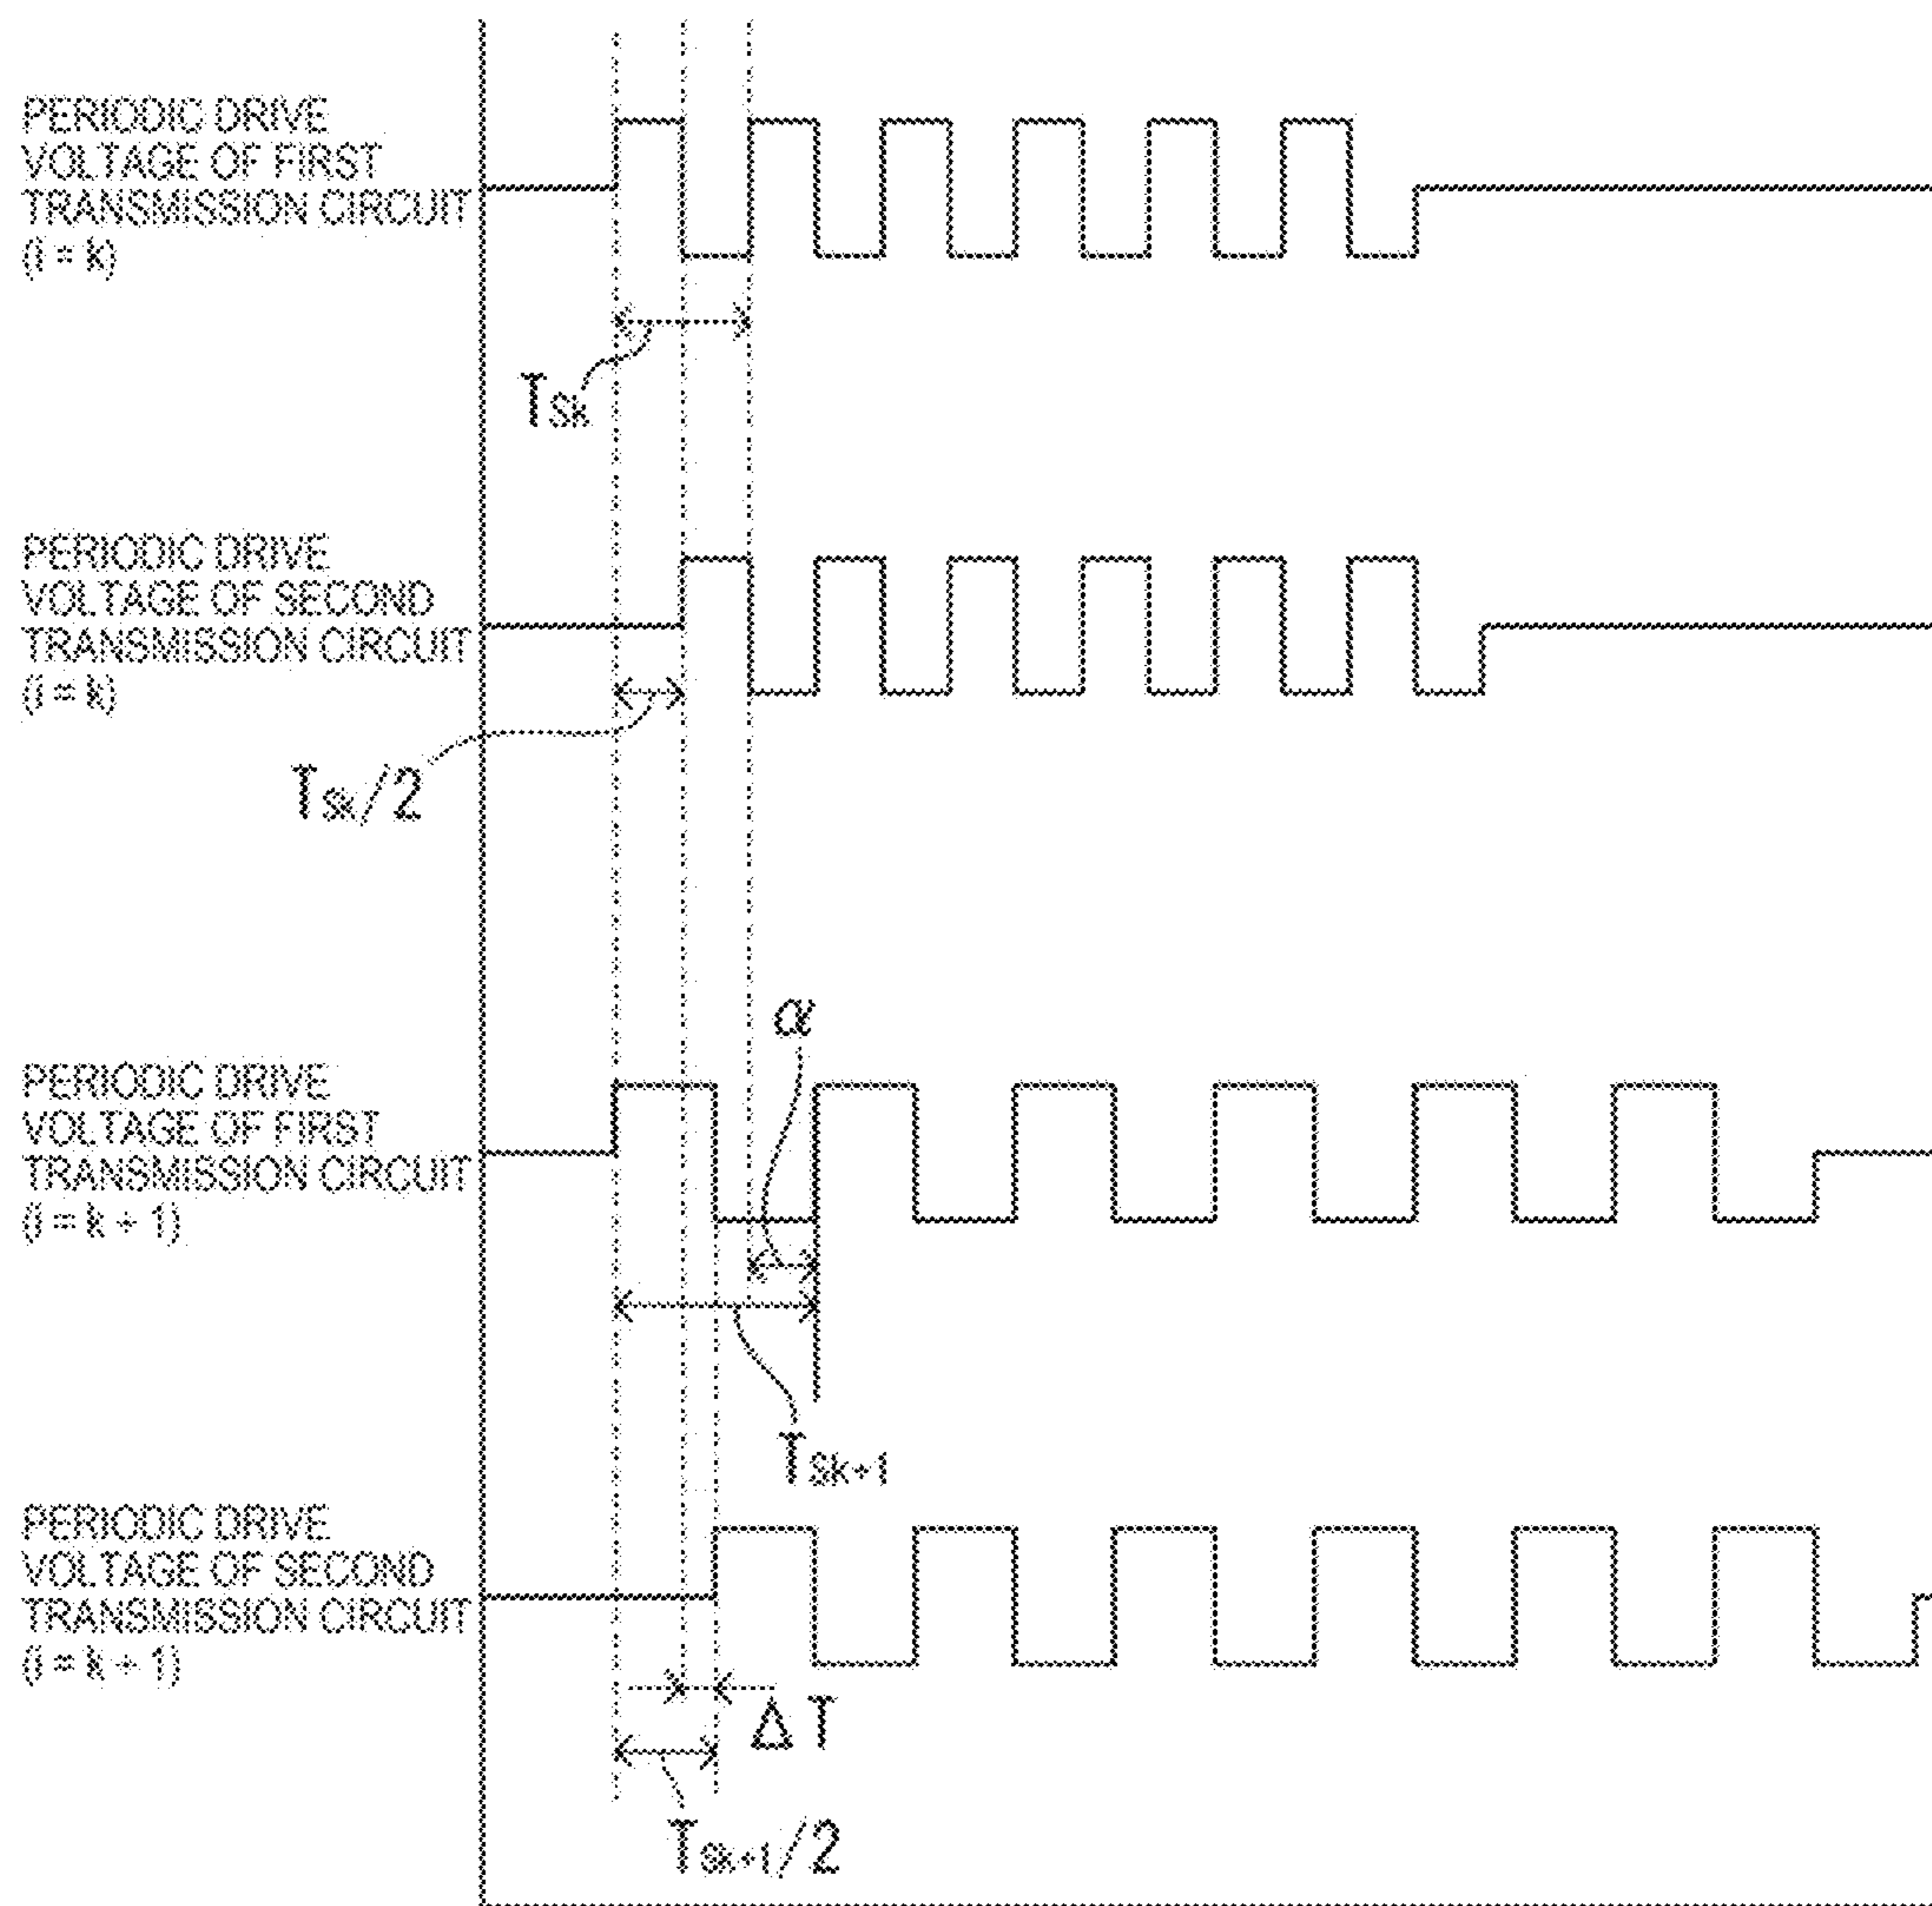 PERIODIC DRIVE
VOLTAGE OF FIRST
TRANSMISSION CIRCUIT
(i = k)
TSk
PERIODIC DRIVE
VOLTAGE OF SECOND
TRANSMISSION CIRCUIT
(i = k)
TSk/2
α
PERIODIC DRIVE
VOLTAGE OF FIRST
TRANSMISSION CIRCUIT
(i = k + 1)
TSk+1
PERIODIC DRIVE
VOLTAGE OF SECOND
TRANSMISSION CIRCUIT
(i = k + 1)
ΔT
TSk+1/2